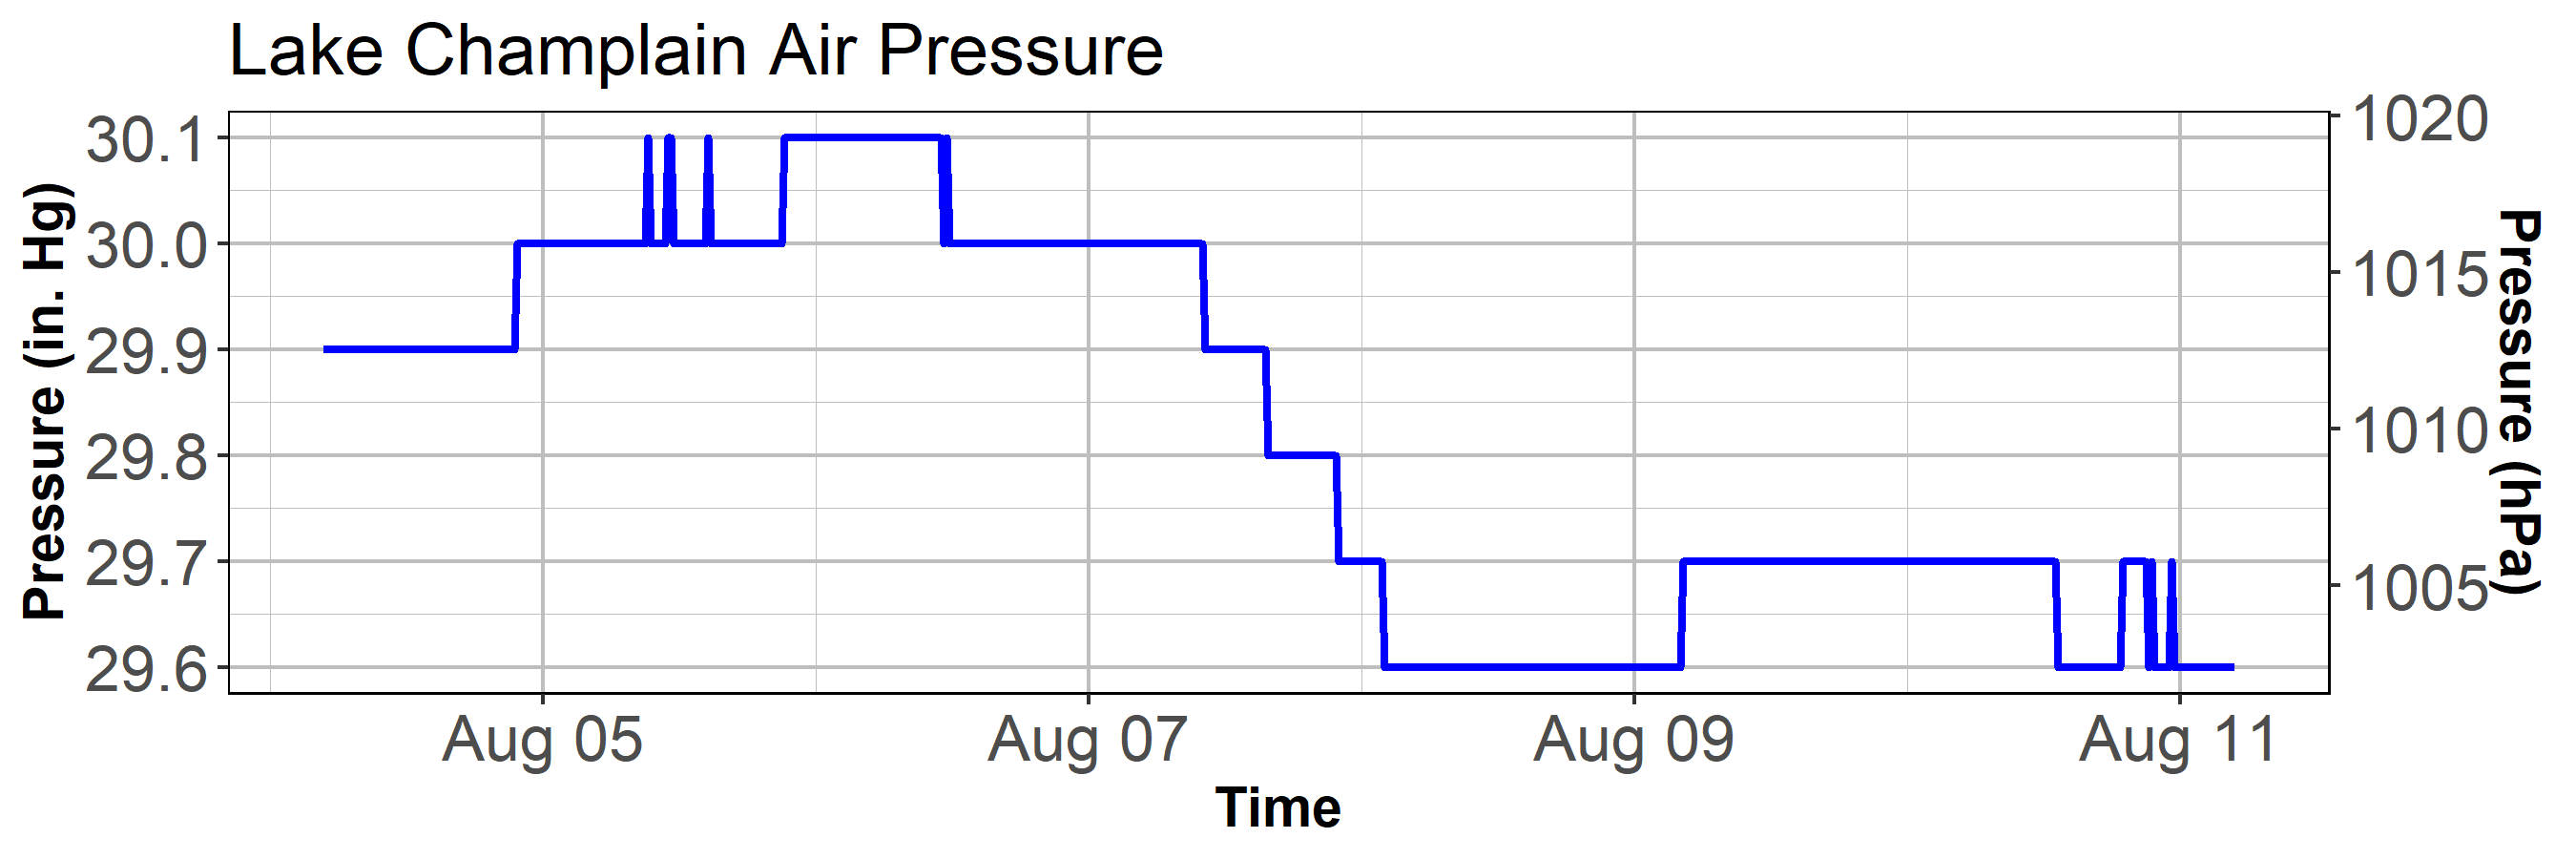 Lake Champlain Air Pressure
Pressure (in. Hg)
30.1
30.0
29.9
29.8
29.7
29.6
1020
1015
1010
1005
Pressure (hPa)
Aug 05 Aug 07 Aug 09 Aug 11
Time